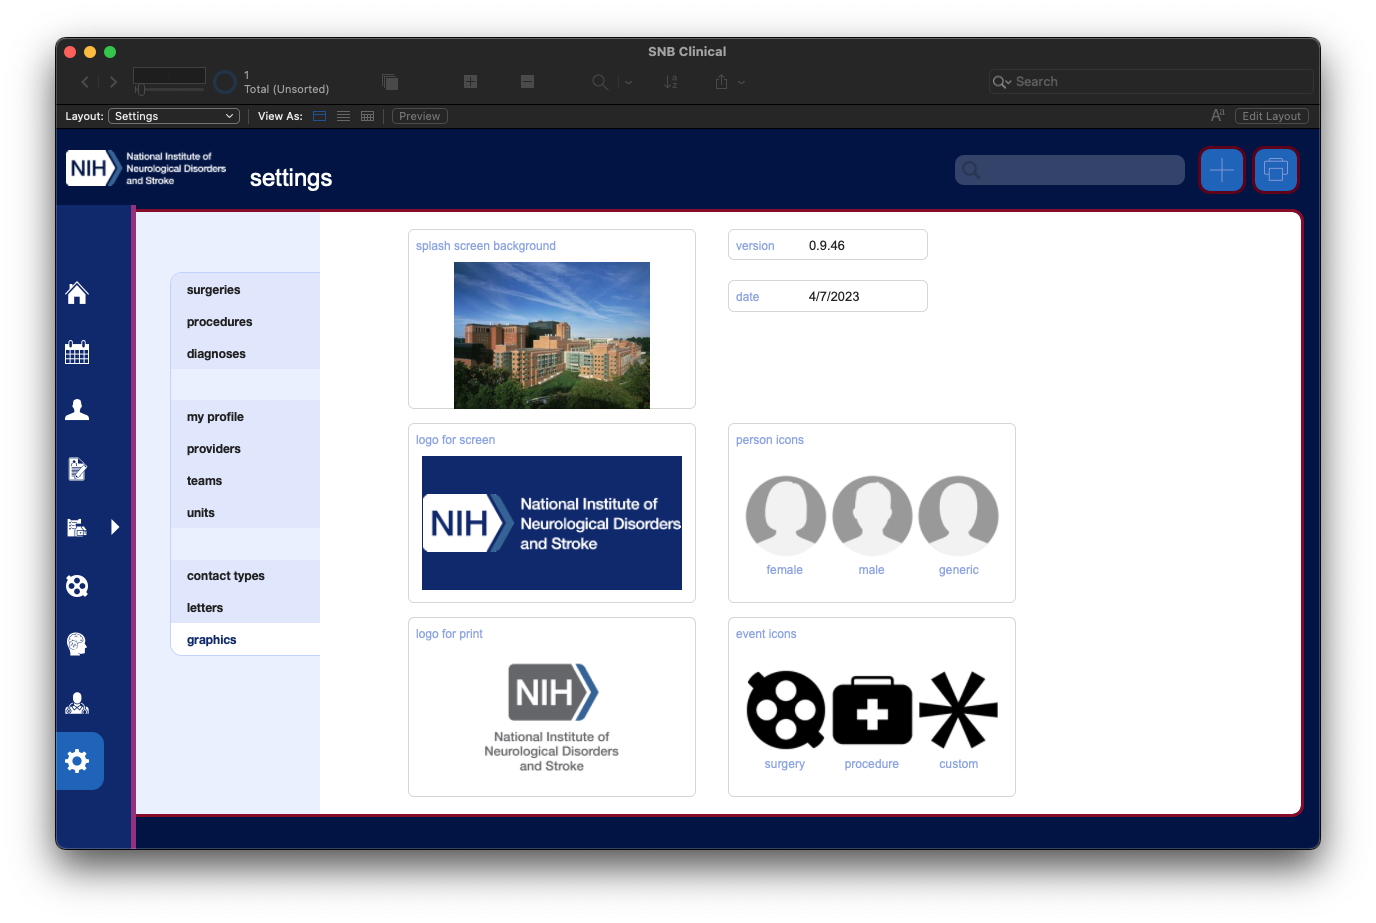 SNB Clinical
1
Total (Unsorted)
Search
Layout: Settings View As: Preview Edit Layout
NIH National Institute of
Neurological Disorders
and Stroke
settings
surgeries
procedures
diagnoses
my profile
providers
teams
units
contact types
letters
graphics
splash screen background
version 0.9.46
date 4/7/2023
logo for screen
NIH National Institute of
Neurological Disorders
and Stroke
person icons
female male generic
logo for print
NIH
National Institute of
Neurological Disorders
and Stroke
event icons
surgery procedure custom